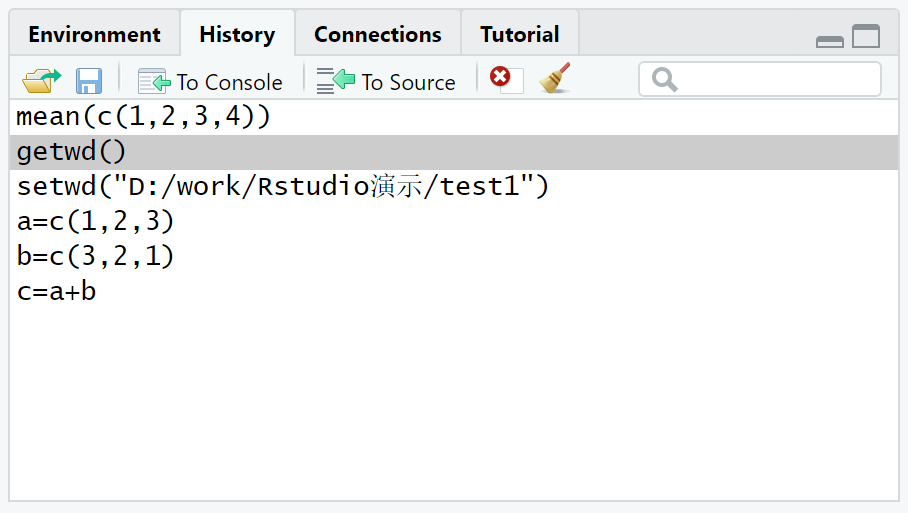 Environment History Connections Tutorial
To Console To Source
mean(c(1,2,3,4))
getwd()
setwd("D:/work/Rstudio演示/test1")
a=c(1,2,3)
b=c(3,2,1)
c=a+b